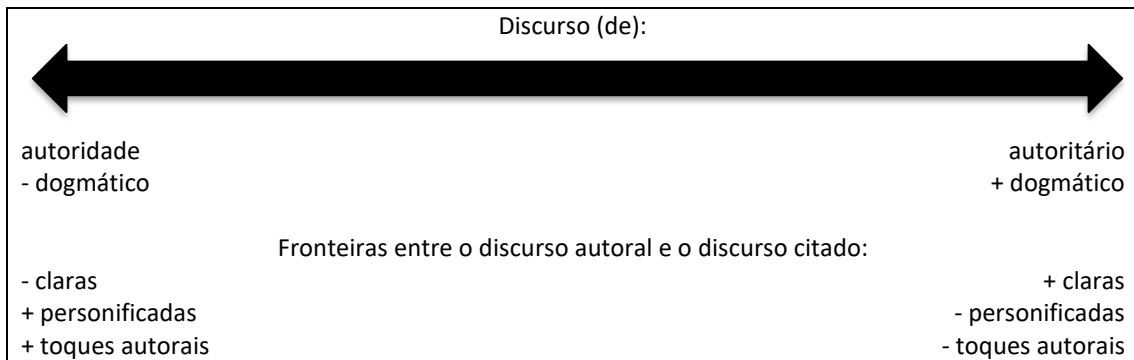 Discurso (de):
autoridade autoritário
- dogmático + dogmático
Fronteiras entre o discurso autoral e o discurso citado:
- claras + claras
+ personificadas - personificadas
+ toques autorais - toques autorais